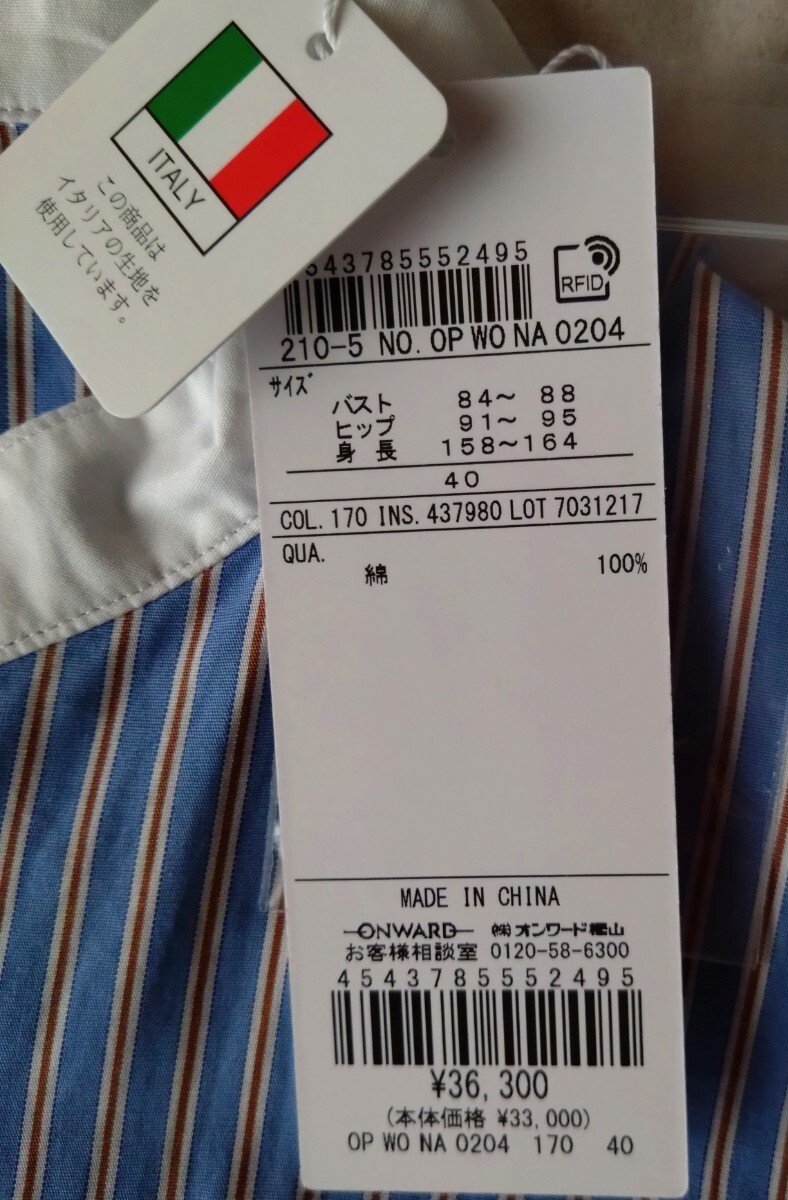 ITALY
この商品は
イタリアの生地を
使用しています。
543785552495
RFID
210-5 NO. OP WO NA 0204
サイズ
バスト 84～ 88
ヒップ 91～ 95
身長 158～164
40
COL. 170 INS. 437980 LOT 7031217
QUA.
綿 100%
MADE IN CHINA
ONWARD ㈱オンワード樫山
お客様相談室 0120-58-6300
4543785552495
¥36,300
(本体価格 ¥33,000)
OP WO NA 0204 170 40